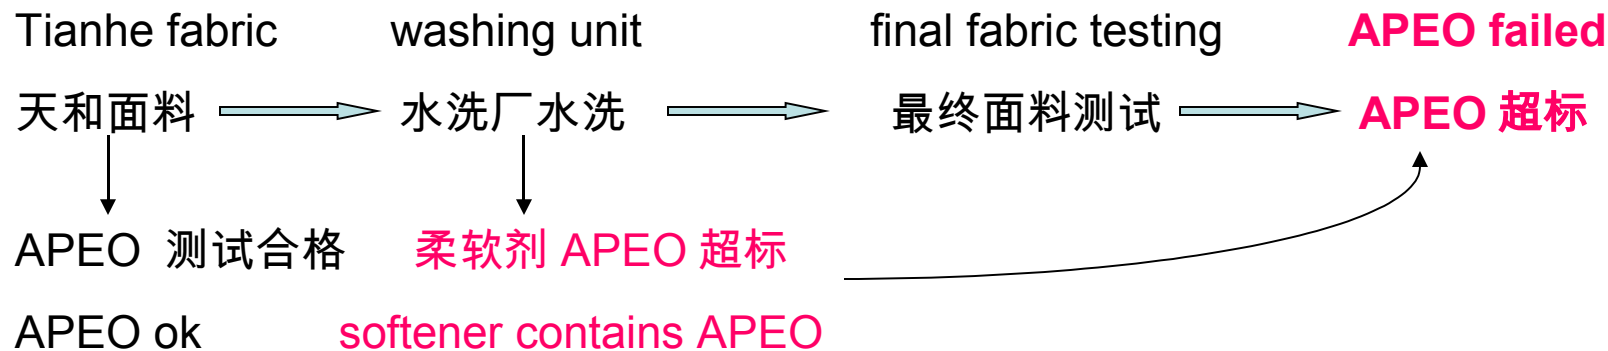 Tianhe fabric washing unit final fabric testing APEO failed
天和面料 水洗厂水洗 最终面料测试 APEO 超标
APEO 测试合格 柔软剂 APEO 超标
APEO ok softener contains APEO